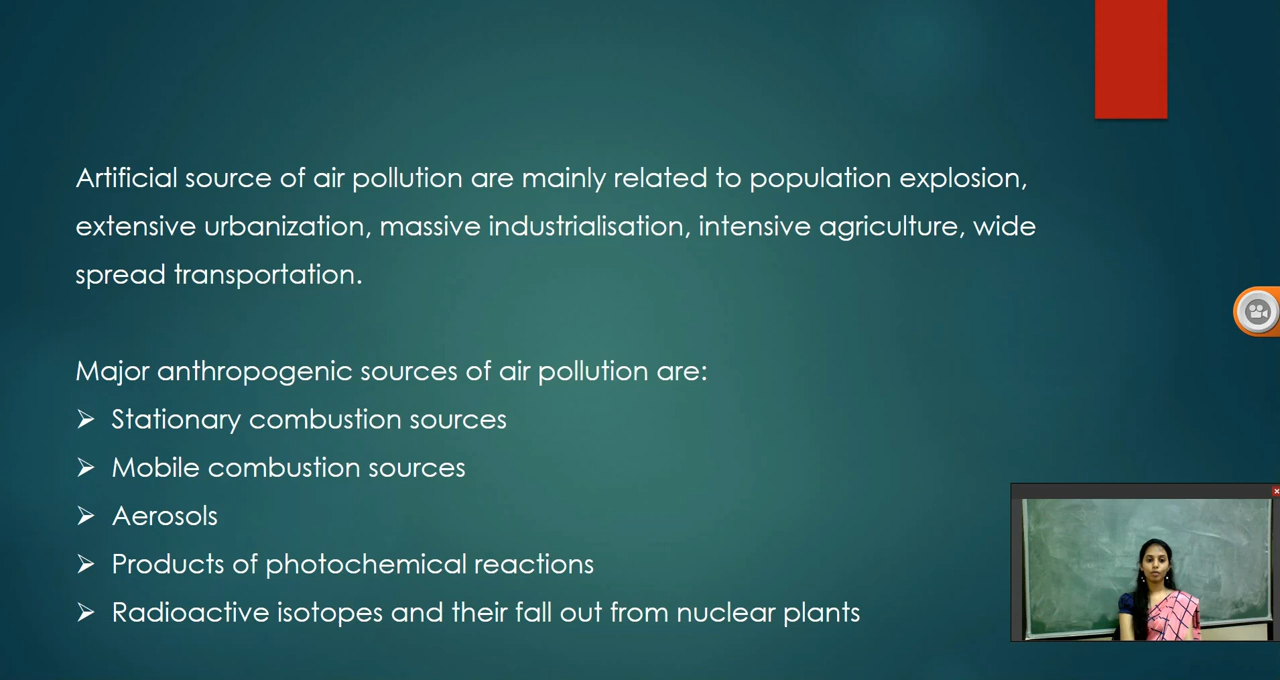 Artificial source of air pollution are mainly related to population explosion,
extensive urbanization, massive industrialisation, intensive agriculture, wide
spread transportation.
Major anthropogenic sources of air pollution are:
➢ Stationary combustion sources
➢ Mobile combustion sources
➢ Aerosols
➢ Products of photochemical reactions
➢ Radioactive isotopes and their fall out from nuclear plants